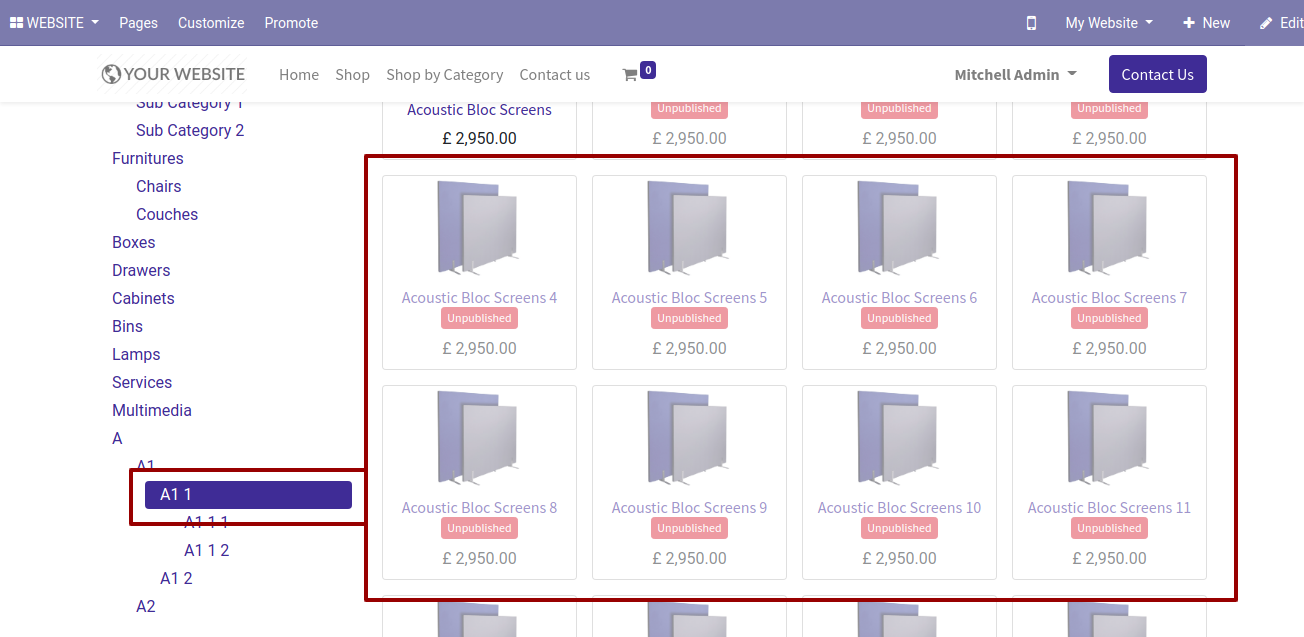 WEBSITE Pages Customize Promote My Website New Edit
YOUR WEBSITE Home Shop Shop by Category Contact us 0 Mitchell Admin Contact Us
Sub Category 1
Sub Category 2
Furnitures
Chairs
Couches
Boxes
Drawers
Cabinets
Bins
Lamps
Services
Multimedia
A
A1
A1 1
A1 1 1
A1 1 2
A1 2
A2
Acoustic Bloc Screens Unpublished Unpublished Unpublished
£ 2,950.00 £ 2,950.00 £ 2,950.00 £ 2,950.00
Acoustic Bloc Screens 4 Acoustic Bloc Screens 5 Acoustic Bloc Screens 6 Acoustic Bloc Screens 7
Unpublished Unpublished Unpublished Unpublished
£ 2,950.00 £ 2,950.00 £ 2,950.00 £ 2,950.00
Acoustic Bloc Screens 8 Acoustic Bloc Screens 9 Acoustic Bloc Screens 10 Acoustic Bloc Screens 11
Unpublished Unpublished Unpublished Unpublished
£ 2,950.00 £ 2,950.00 £ 2,950.00 £ 2,950.00